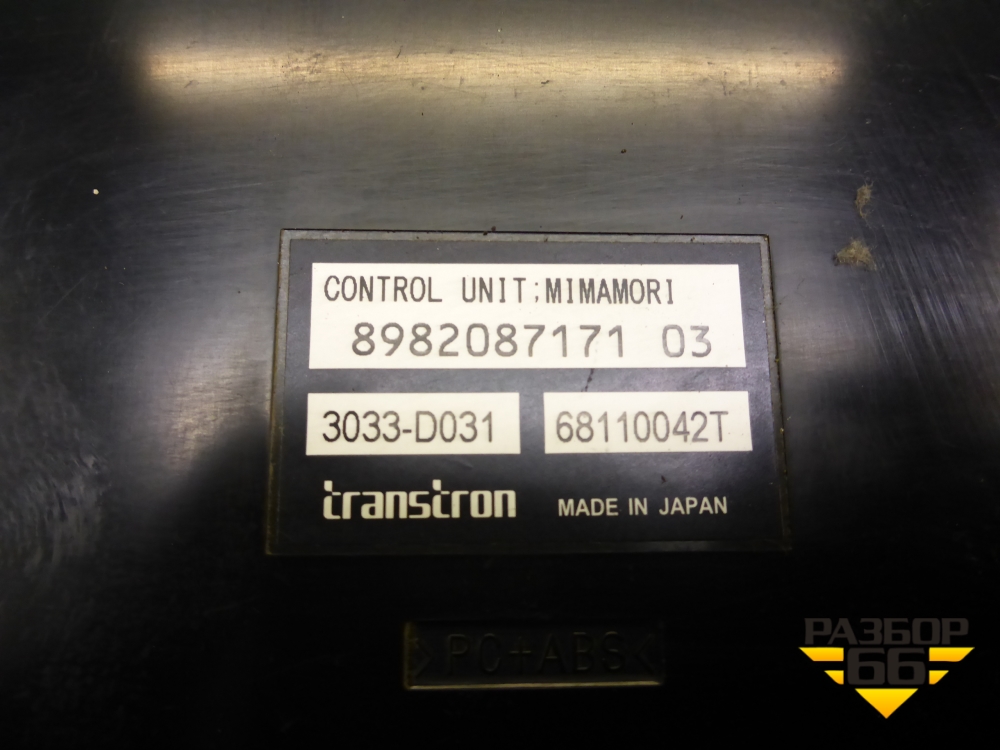 CONTROL UNIT;MIMAMORI
8982087171 03
3033-D031 68110042T
transtron MADE IN JAPAN
>PC+ABS<
РАЗБОР
66